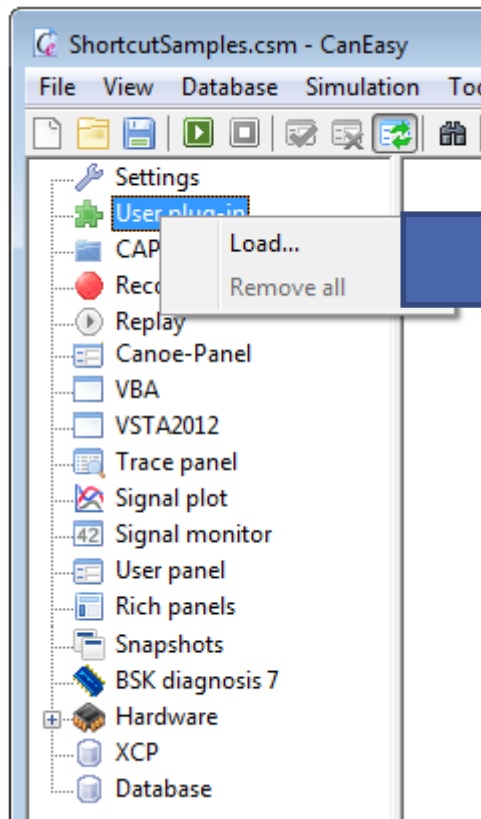 ShortcutSamples.csm - CanEasy
File View Database Simulation
Settings
User plug-in
Load...
Remove all
Replay
Canoe-Panel
VBA
VSTA2012
Trace panel
Signal plot
42 Signal monitor
User panel
Rich panels
Snapshots
BSK diagnosis 7
Hardware
XCP
Database